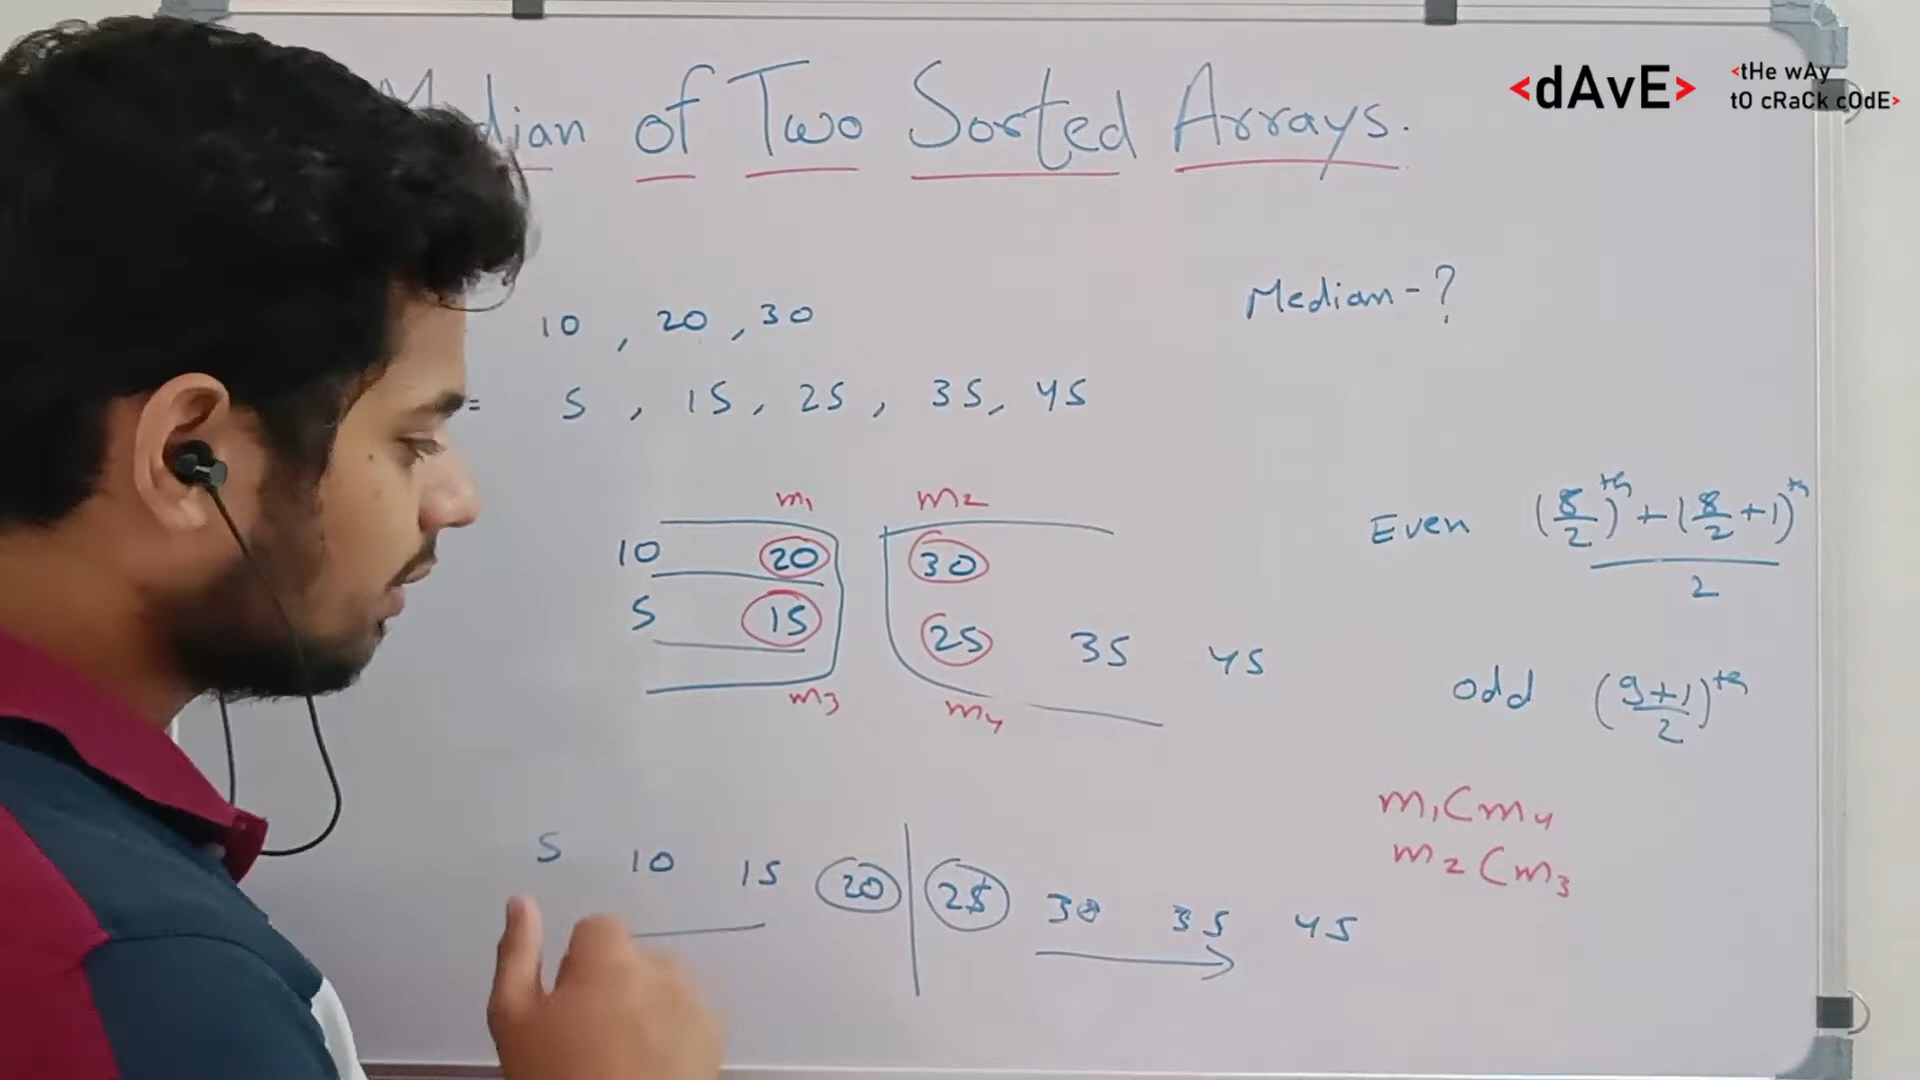 <dAvE>
<tHe wAy
tO cRaCk cOdE>
of Two Sorted Arrays.
Median - ?
10 , 20 , 30
= 5 , 15 , 25 , 35, 45
m1 m2
10 20 30
5 15 25 35 45
m3 m4
Even (8/2)th + (8/2 + 1)th
2
odd (9+1/2)th
m1 < m4
m2 < m3
5 10 15 20 25 30 35 45